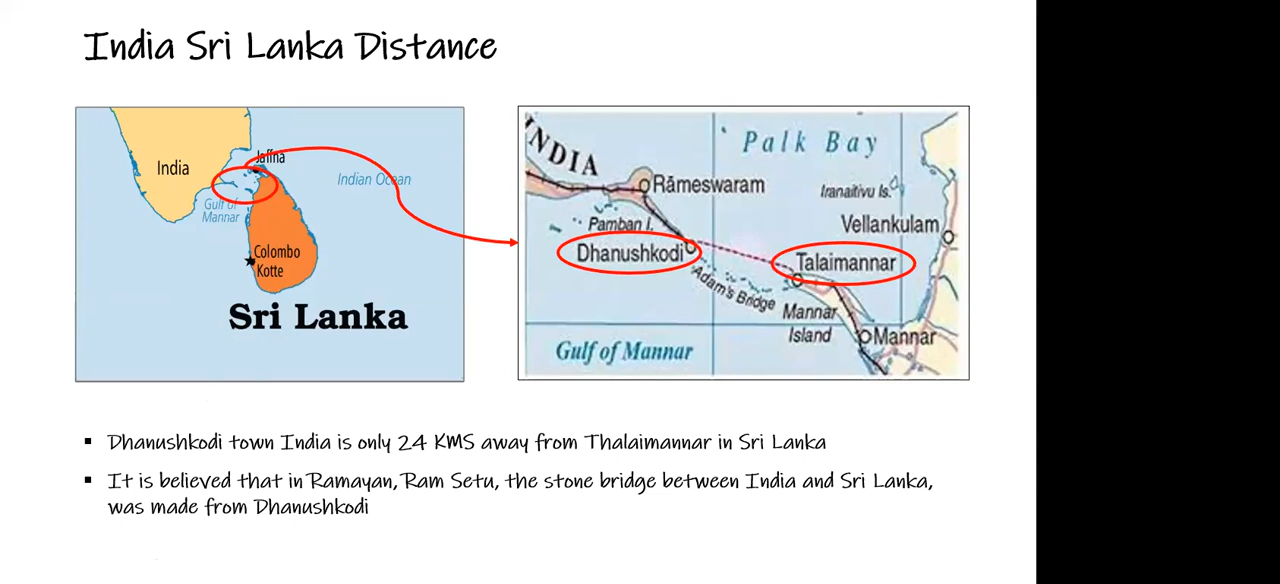 India Sri Lanka Distance
India
Jaffna
Indian Ocean
Gulf of
Mannar
Colombo
Kotte
Sri Lanka
INDIA
Palk Bay
Rāmeswaram
Iranaitivu Is.
Pamban I.
Vellankulam
Dhanushkodi
Talaimannar
Adam's Bridge
Mannar
Island
Mannar
Gulf of Mannar
▪ Dhanushkodi town India is only 24 KMS away from Thalaimannar in Sri Lanka
▪ It is believed that in Ramayan, Ram Setu, the stone bridge between India and Sri Lanka,
was made from Dhanushkodi